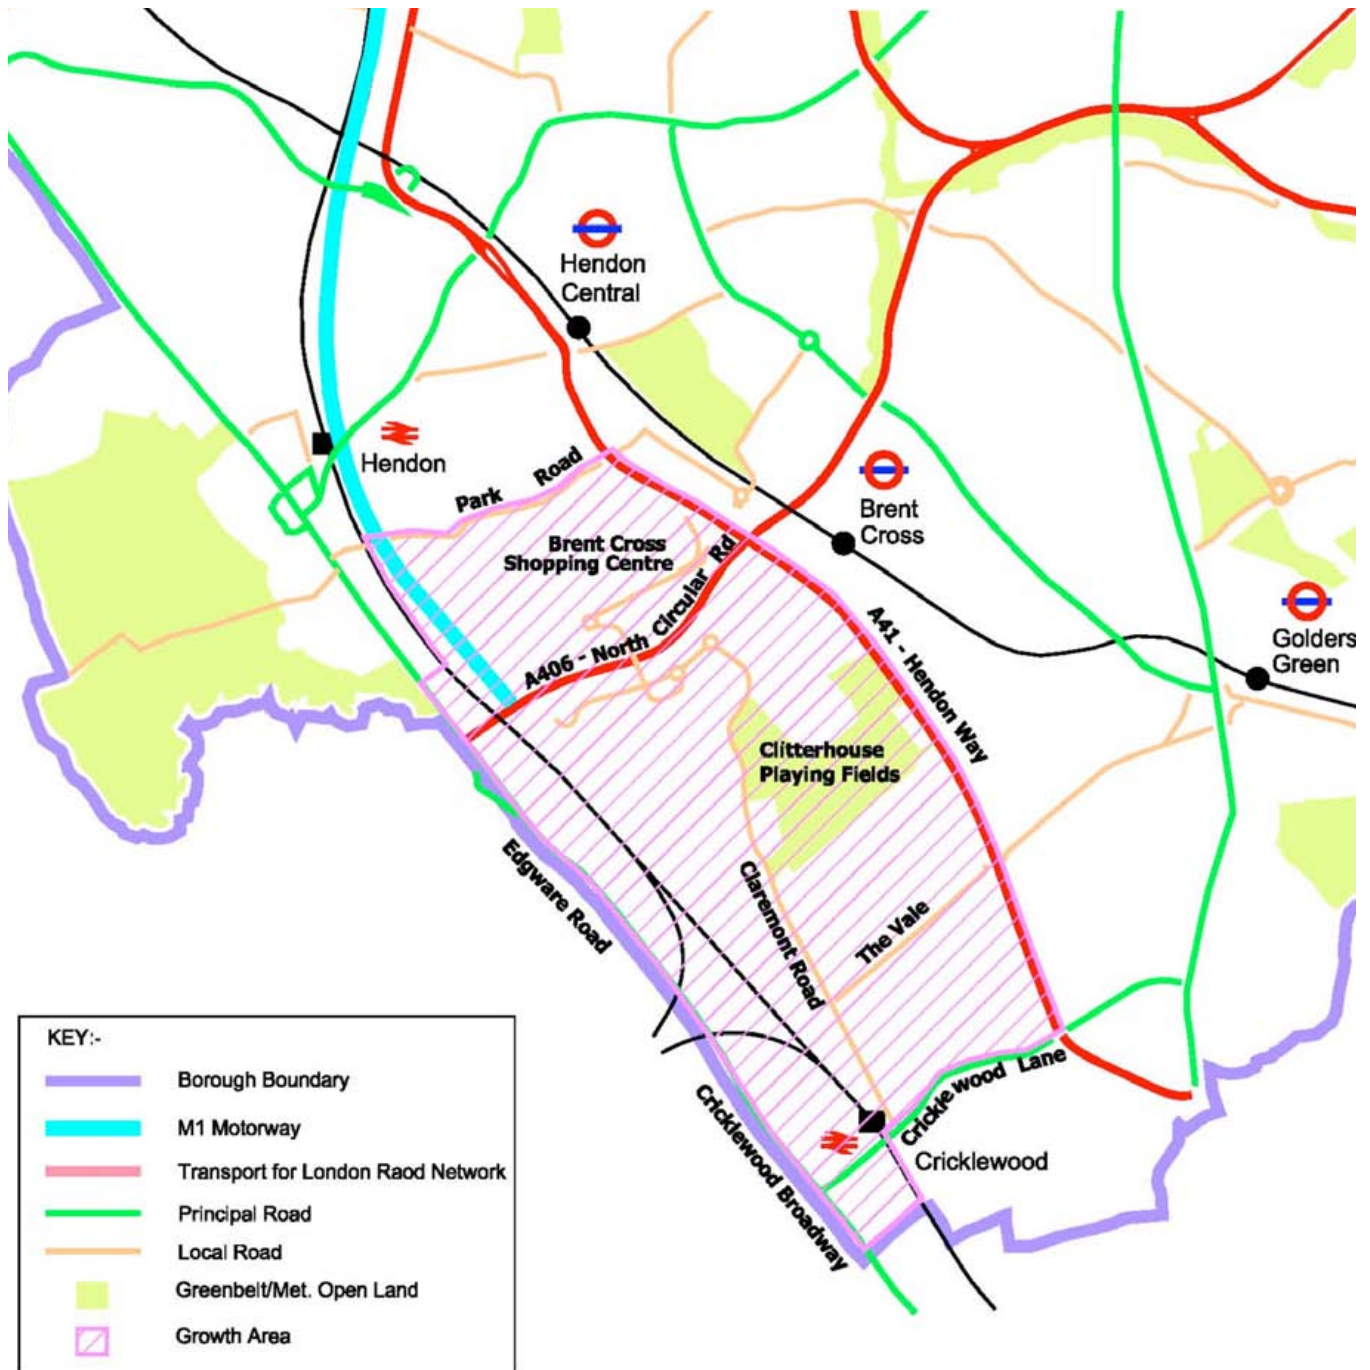 Hendon
Central
Hendon
Park Road
Brent
Cross
Brent Cross
Shopping Centre
A406 - North Circular Rd
A41 - Hendon Way
Golders
Green
Clitterhouse
Playing Fields
Edgware Road
Claremont Road
The Vale
Cricklewood Lane
Cricklewood Broadway
Cricklewood
KEY:-
Borough Boundary
M1 Motorway
Transport for London Raod Network
Principal Road
Local Road
Greenbelt/Met. Open Land
Growth Area